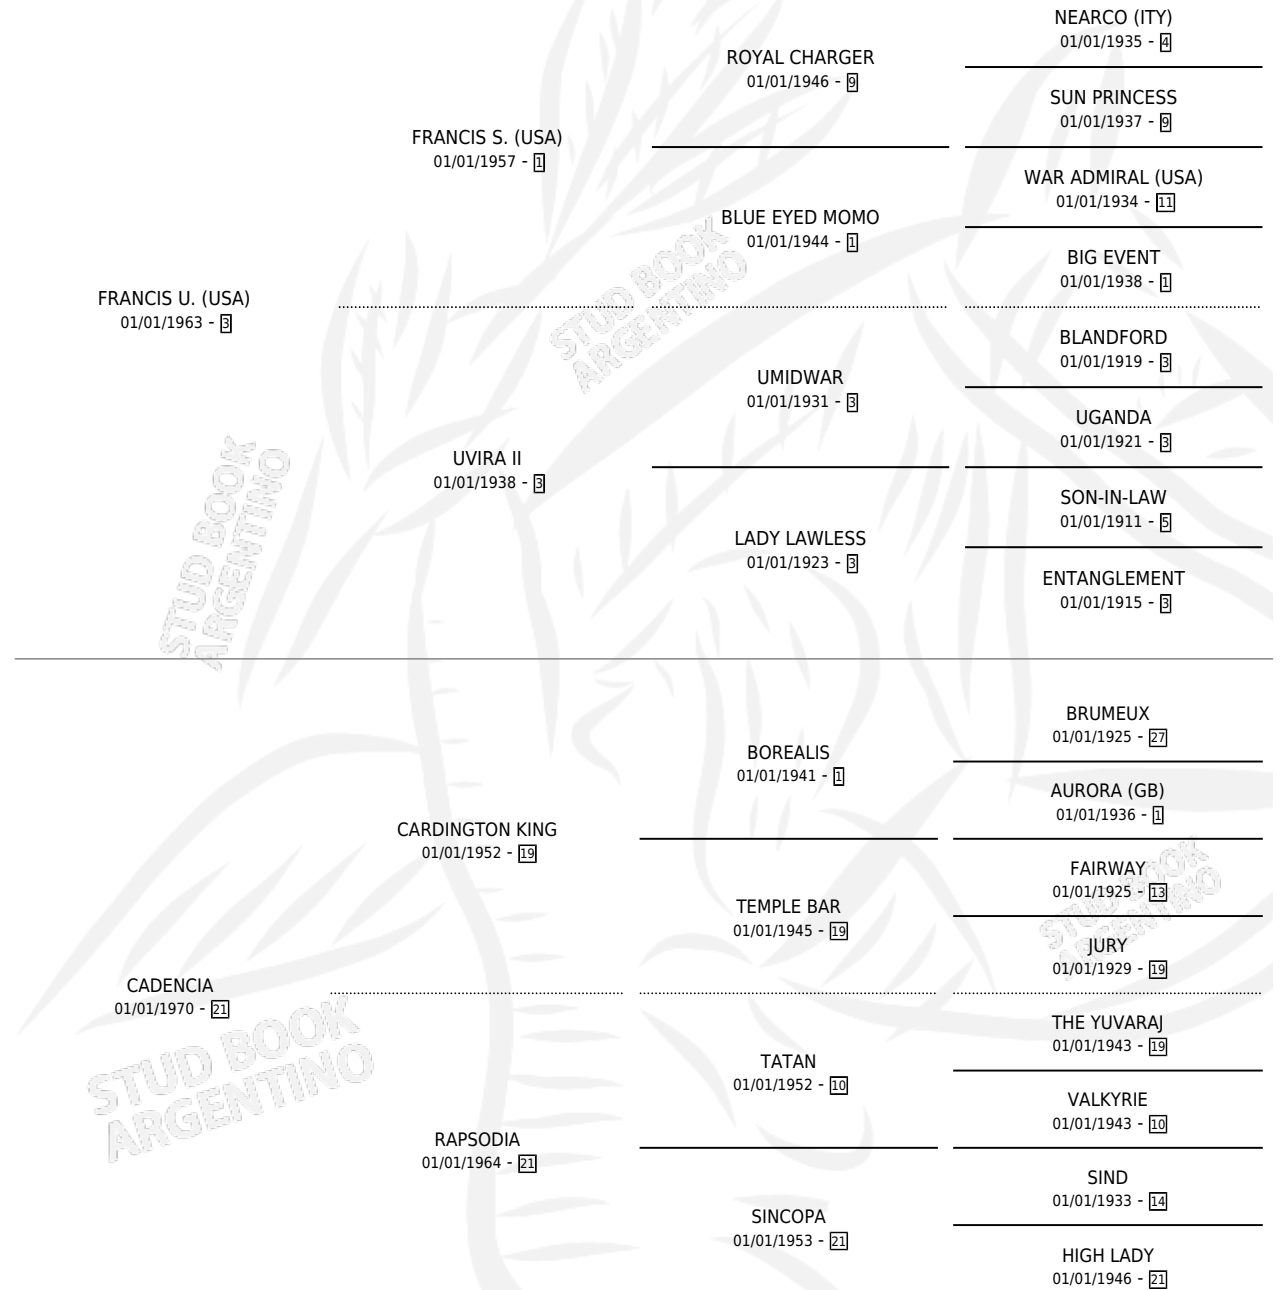 NEARCO (ITY)
01/01/1935 - 4
ROYAL CHARGER
01/01/1946 - 9
SUN PRINCESS
01/01/1937 - 9
FRANCIS S. (USA)
01/01/1957 - 1
WAR ADMIRAL (USA)
01/01/1934 - 11
BLUE EYED MOMO
01/01/1944 - 1
BIG EVENT
01/01/1938 - 1
FRANCIS U. (USA)
01/01/1963 - 3
STUD BOOK
ARGENTINO
BLANDFORD
01/01/1919 - 3
UMIDWAR
01/01/1931 - 3
UGANDA
01/01/1921 - 3
UVIRA II
01/01/1938 - 3
SON-IN-LAW
01/01/1911 - 5
LADY LAWLESS
01/01/1923 - 3
ENTANGLEMENT
01/01/1915 - 3
STUD BOOK
ARGENTINO
BRUMEUX
01/01/1925 - 27
BOREALIS
01/01/1941 - 1
AURORA (GB)
01/01/1936 - 1
CARDINGTON KING
01/01/1952 - 19
FAIRWAY
01/01/1925 - 13
TEMPLE BAR
01/01/1945 - 19
STUD BOOK
ARGENTINO
JURY
01/01/1929 - 19
CADENCIA
01/01/1970 - 21
THE YUVARAJ
01/01/1943 - 19
TATAN
01/01/1952 - 10
STUD BOOK
ARGENTINO
VALKYRIE
01/01/1943 - 10
RAPSODIA
01/01/1964 - 21
SIND
01/01/1933 - 14
SINCOPA
01/01/1953 - 21
HIGH LADY
01/01/1946 - 21